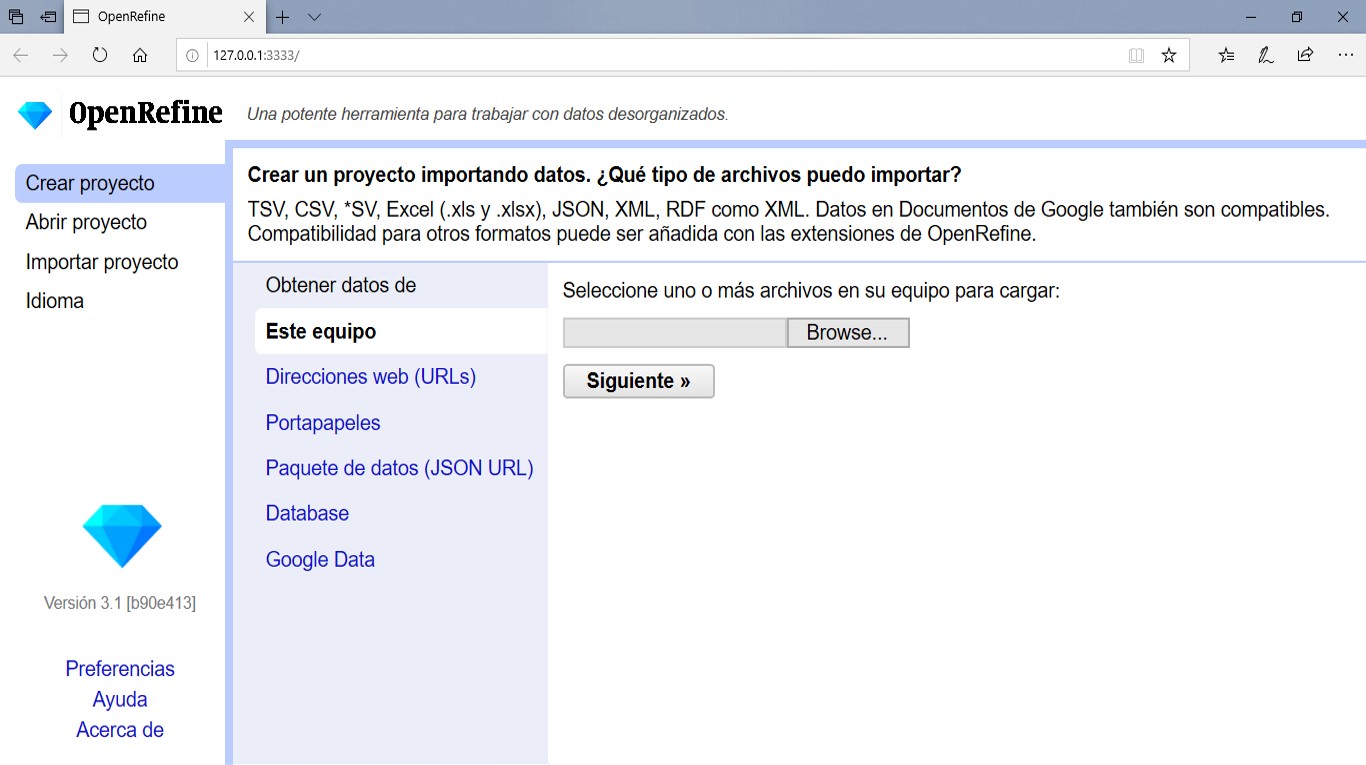 OpenRefine
127.0.0.1:3333/
OpenRefine
Una potente herramienta para trabajar con datos desorganizados.
Crear proyecto
Abrir proyecto
Importar proyecto
Idioma
Versión 3.1 [b90e413]
Preferencias
Ayuda
Acerca de
Crear un proyecto importando datos. ¿Qué tipo de archivos puedo importar?
TSV, CSV, *SV, Excel (.xls y .xlsx), JSON, XML, RDF como XML. Datos en Documentos de Google también son compatibles.
Compatibilidad para otros formatos puede ser añadida con las extensiones de OpenRefine.
Obtener datos de
Este equipo
Direcciones web (URLs)
Portapapeles
Paquete de datos (JSON URL)
Database
Google Data
Seleccione uno o más archivos en su equipo para cargar:
Browse...
Siguiente »